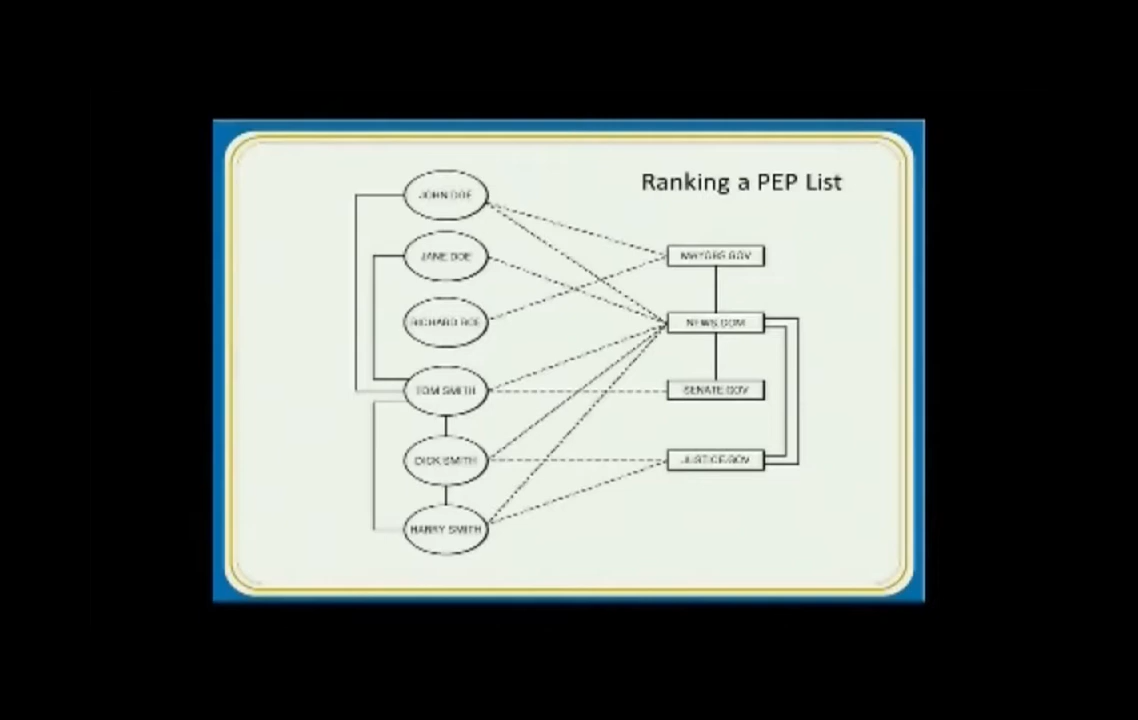 Ranking a PEP List
JOHN DOE
JANE DOE
RICHARD ROE
TOM SMITH
DICK SMITH
HARRY SMITH
MAYORS.GOV
NEWS.COM
SENATE.GOV
JUSTICE.GOV